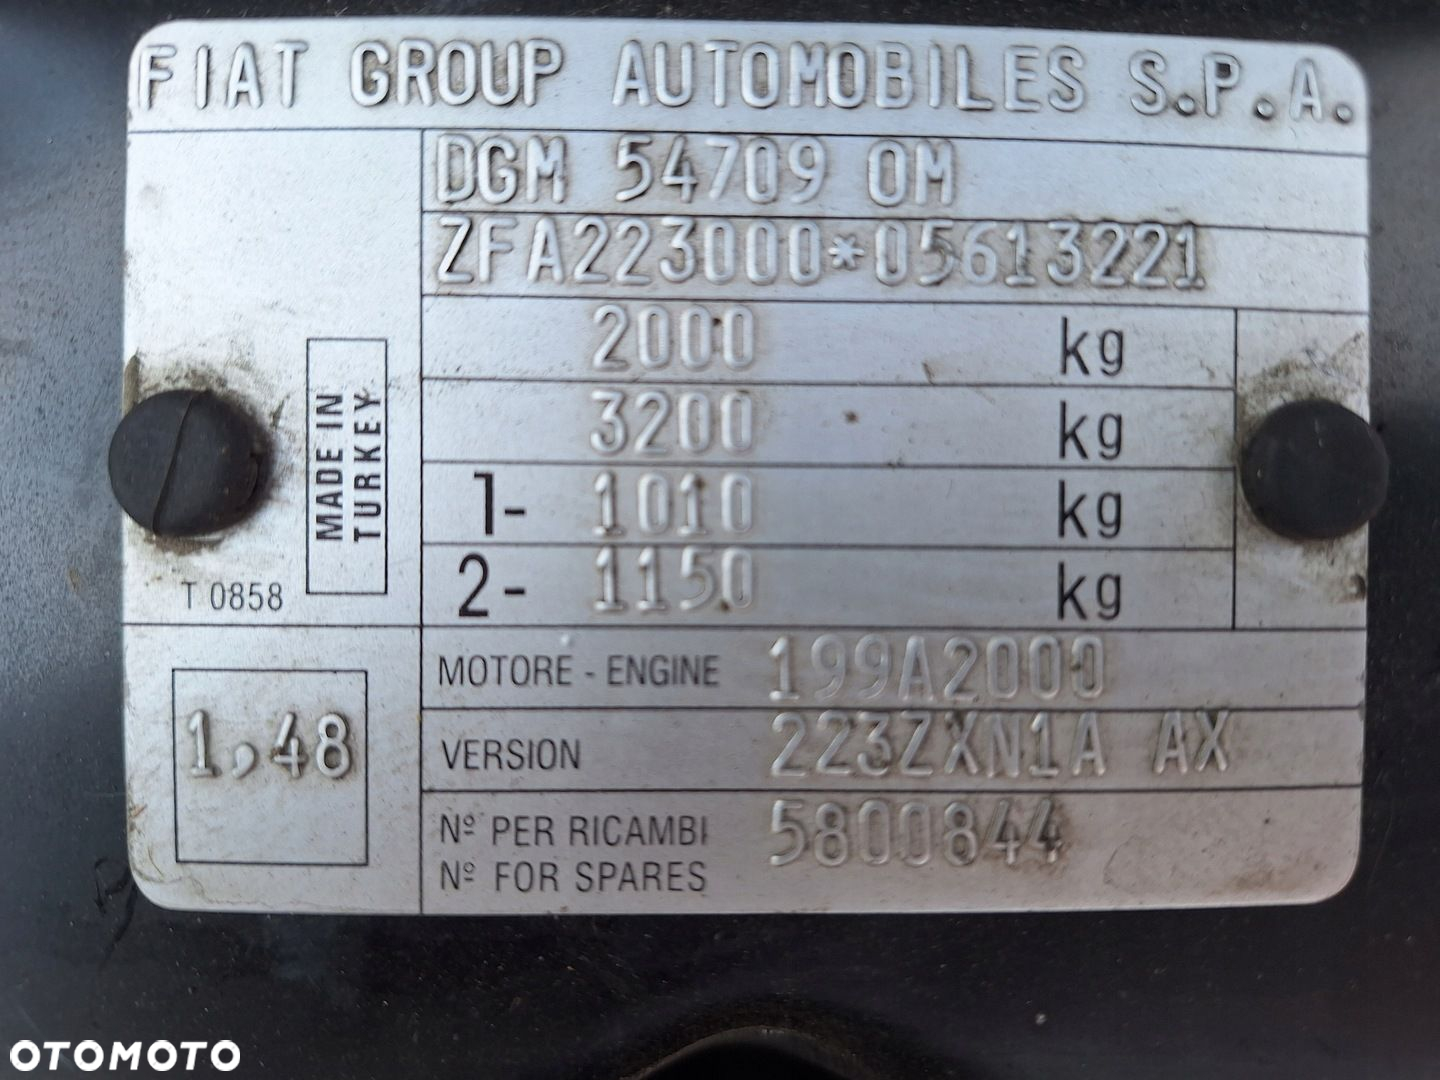 FIAT GROUP AUTOMOBILES S.P.A.
DGM 54709 OM
ZFA223000*05613221
2000 kg
3200 kg
1- 1010 kg
2- 1150 kg
MADE IN
TURKEY
T 0858
1,48
MOTORE - ENGINE 199A2000
VERSION 223ZXN1A AX
Nº PER RICAMBI 5800844
Nº FOR SPARES
OTOMOTO